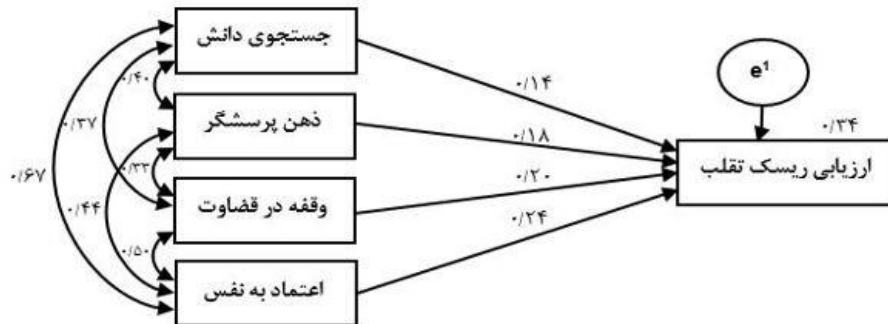 جستجوی دانش
ذهن پرسشگر
وقفه در قضاوت
اعتماد به نفس
۰/۴۰
۰/۳۷
۰/۳۳
۰/۶۷
۰/۴۴
۰/۵۰
۰/۱۴
۰/۱۸
۰/۲۰
۰/۲۴
e¹
۰/۳۴
ارزیابی ریسک تقلب